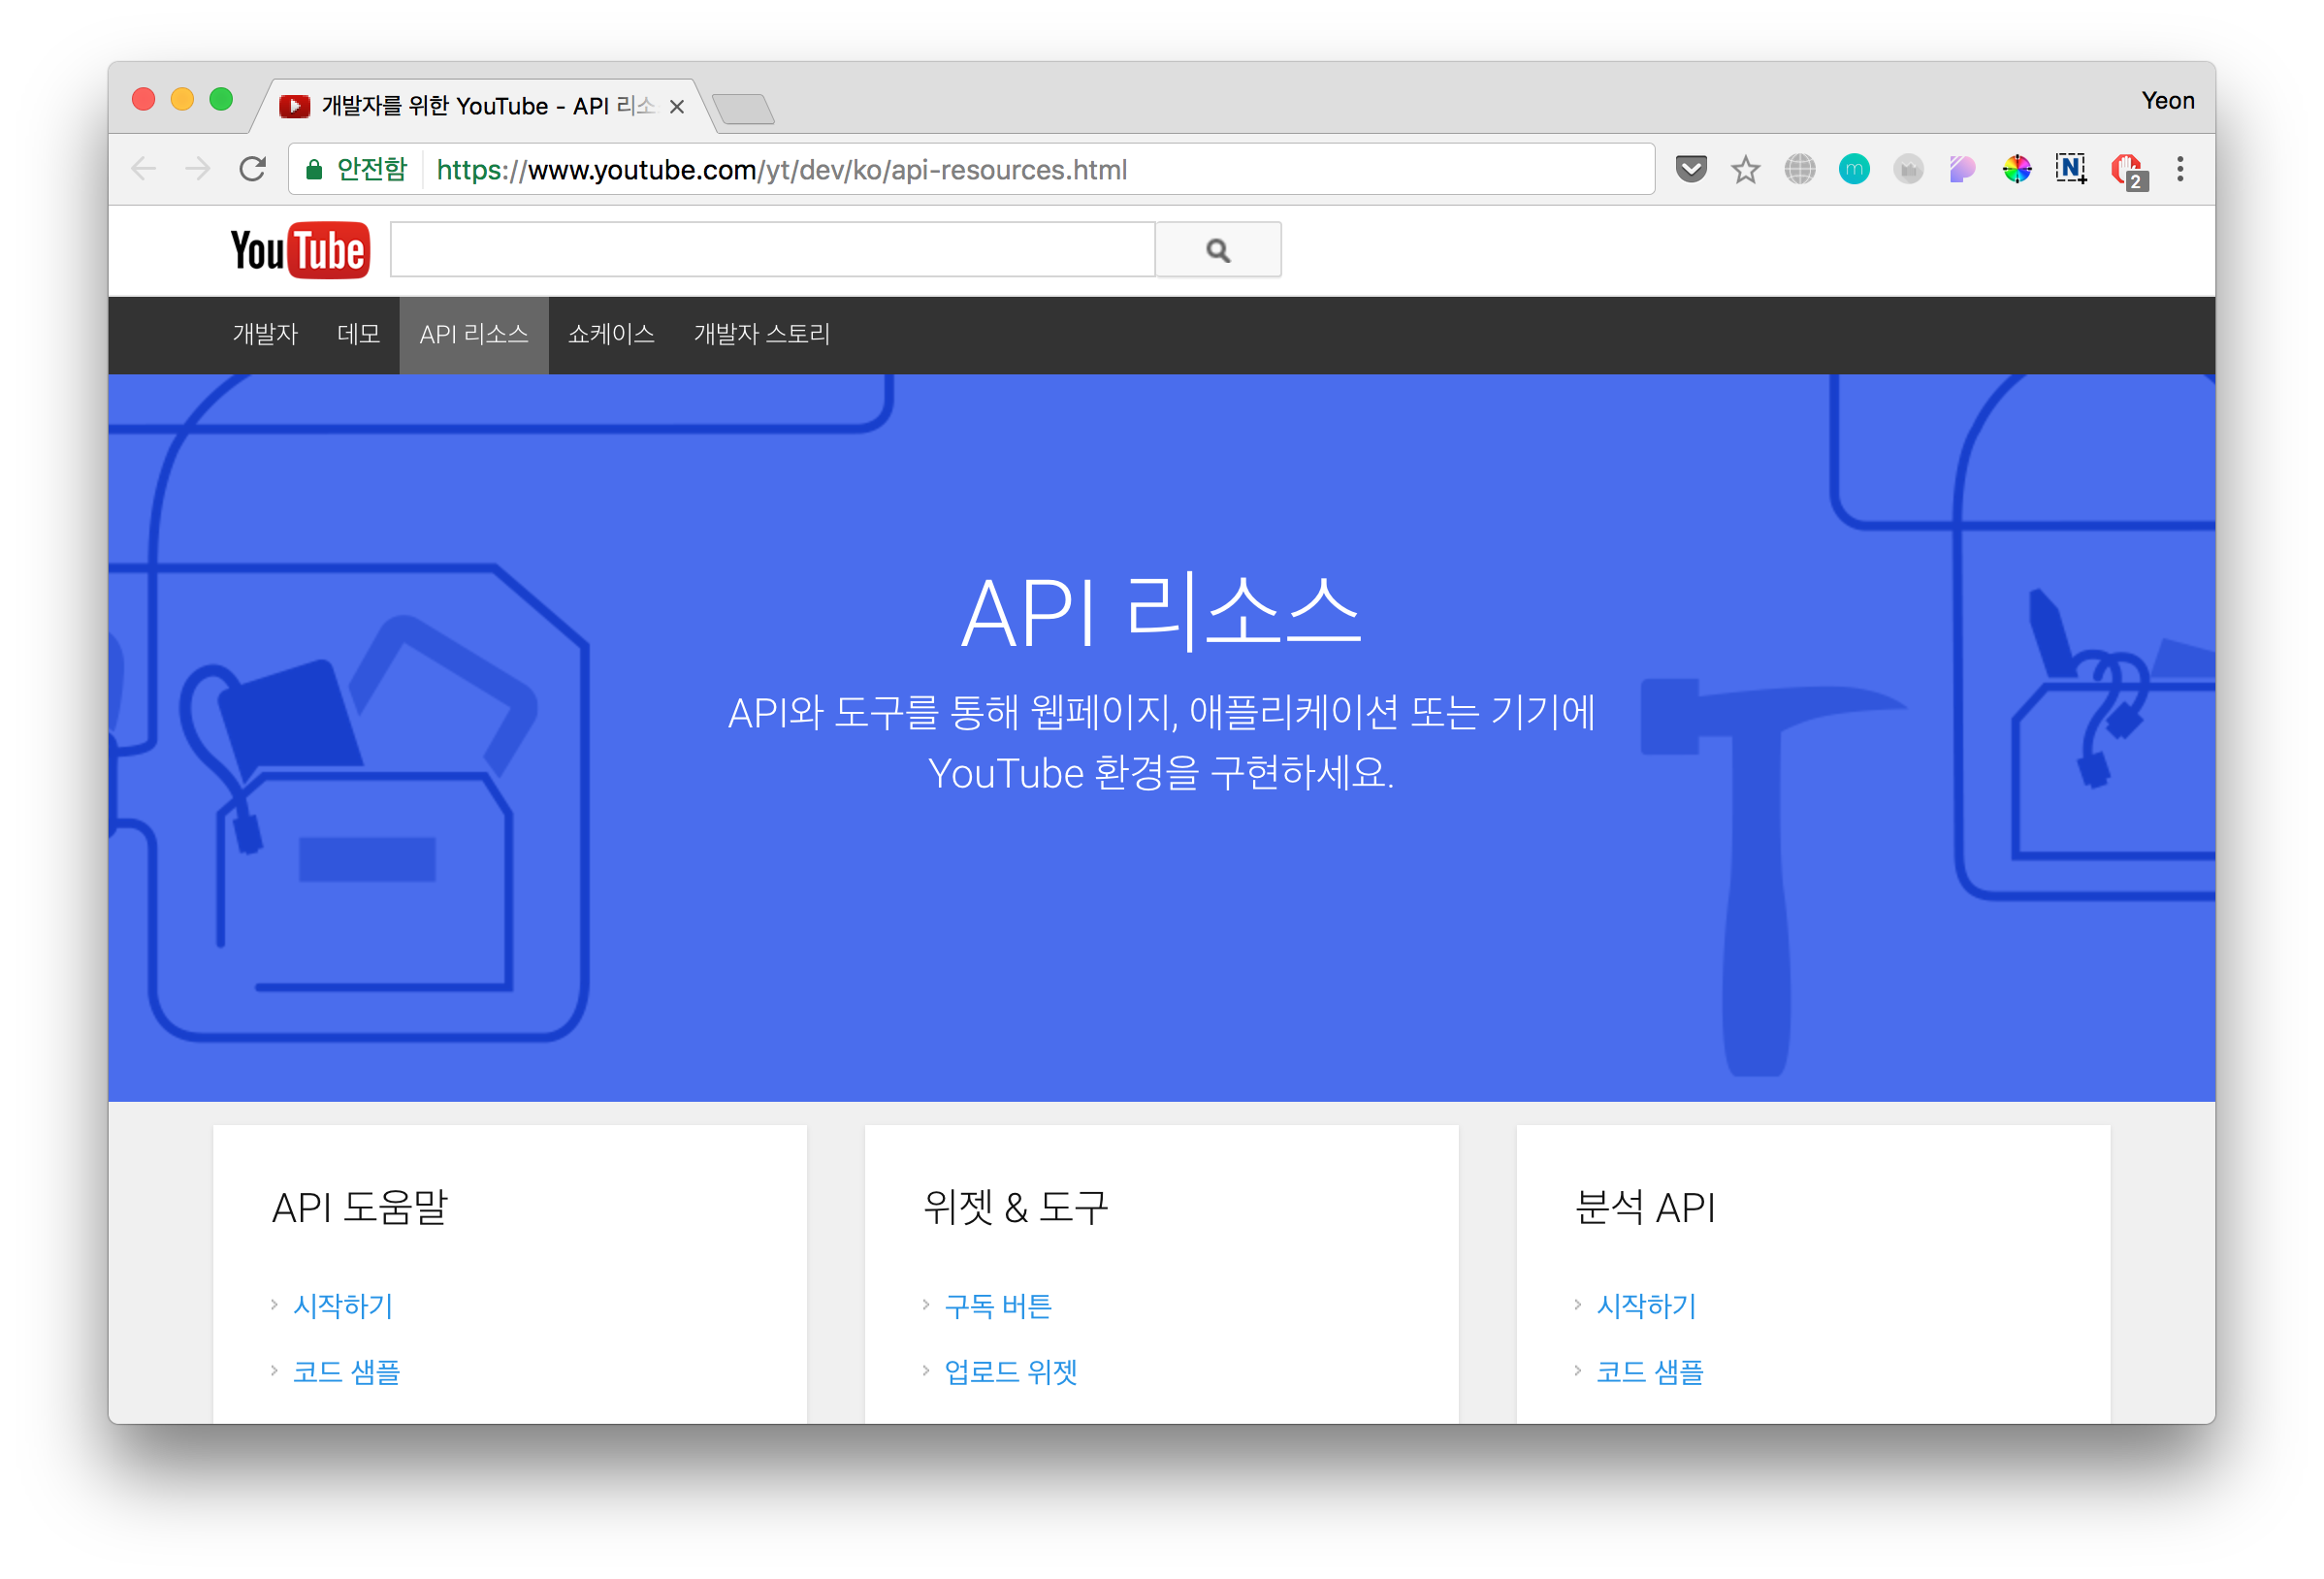 개발자를 위한 YouTube - API 리소
Yeon
안전함 https://www.youtube.com/yt/dev/ko/api-resources.html
m
N
2
YouTube
개발자 데모 API 리소스 쇼케이스 개발자 스토리
API 리소스
API와 도구를 통해 웹페이지, 애플리케이션 또는 기기에
YouTube 환경을 구현하세요.
API 도움말
시작하기
코드 샘플
위젯 & 도구
구독 버튼
업로드 위젯
분석 API
시작하기
코드 샘플